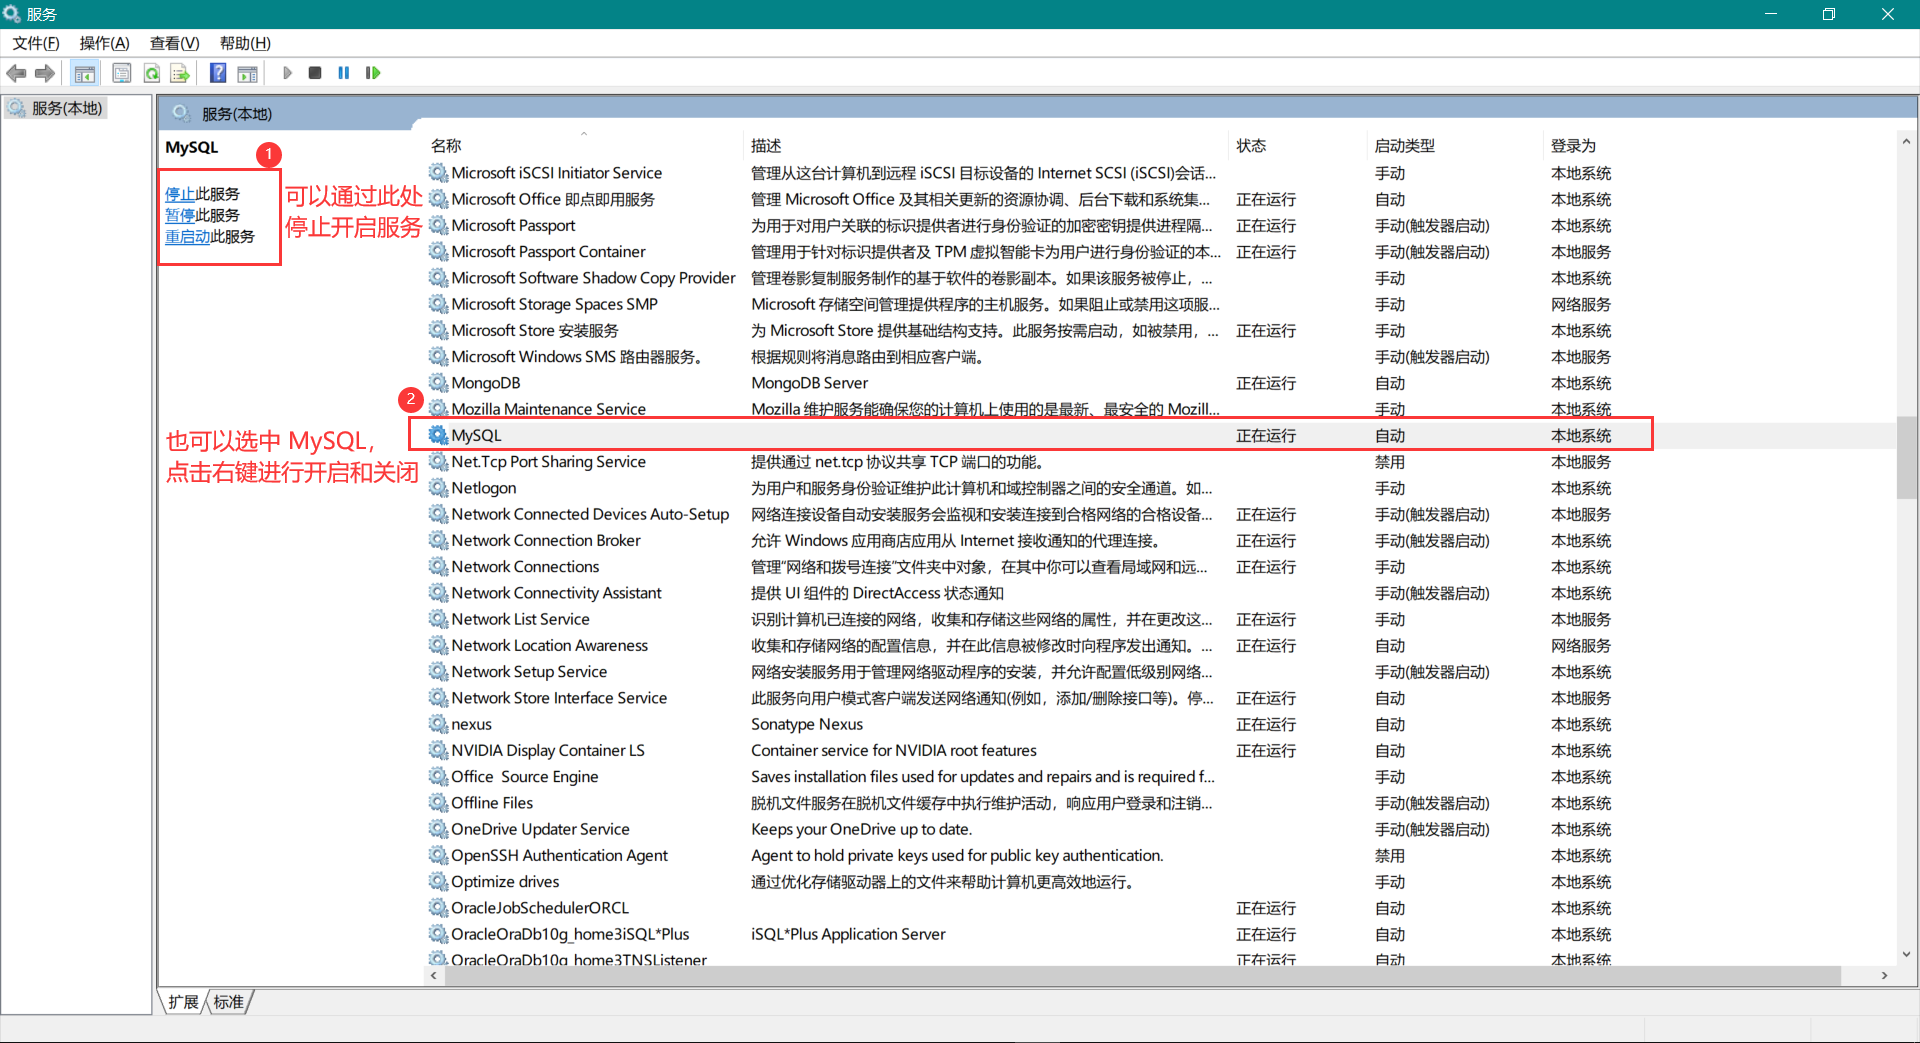 服务
文件(F) 操作(A) 查看(V) 帮助(H)
服务(本地)
服务(本地)
MySQL
1
停止此服务
暂停此服务
重启动此服务
可以通过此处
停止开启服务
2
也可以选中 MySQL，
点击右键进行开启和关闭
名称 描述 状态 启动类型 登录为
Microsoft iSCSI Initiator Service 管理从这台计算机到远程 iSCSI 目标设备的 Internet SCSI (iSCSI)会话... 手动 本地系统
Microsoft Office 即点即用服务 管理 Microsoft Office 及其相关更新的资源协调、后台下载和系统集... 正在运行 自动 本地系统
Microsoft Passport 为用于对用户关联的标识提供者进行身份验证的加密密钥提供进程隔... 正在运行 手动(触发器启动) 本地系统
Microsoft Passport Container 管理用于针对标识提供者及 TPM 虚拟智能卡为用户进行身份验证的本... 正在运行 手动(触发器启动) 本地服务
Microsoft Software Shadow Copy Provider 管理卷影复制服务制作的基于软件的卷影副本。如果该服务被停止，... 手动 本地系统
Microsoft Storage Spaces SMP Microsoft 存储空间管理提供程序的主机服务。如果阻止或禁用这项服... 手动 网络服务
Microsoft Store 安装服务 为 Microsoft Store 提供基础结构支持。此服务按需启动，如被禁用，... 正在运行 手动 本地系统
Microsoft Windows SMS 路由器服务。 根据规则将消息路由到相应客户端。 手动(触发器启动) 本地服务
MongoDB MongoDB Server 正在运行 自动 本地系统
Mozilla Maintenance Service Mozilla 维护服务能确保您的计算机上使用的是最新、最安全的 Mozill... 手动 本地系统
MySQL 正在运行 自动 本地系统
Net.Tcp Port Sharing Service 提供通过 net.tcp 协议共享 TCP 端口的功能。 禁用 本地服务
Netlogon 为用户和服务身份验证维护此计算机和域控制器之间的安全通道。如... 手动 本地系统
Network Connected Devices Auto-Setup 网络连接设备自动安装服务会监视和安装连接到合格网络的合格设备... 正在运行 手动(触发器启动) 本地服务
Network Connection Broker 允许 Windows 应用商店应用从 Internet 接收通知的代理连接。 正在运行 手动(触发器启动) 本地系统
Network Connections 管理“网络和拨号连接”文件夹中对象，在其中你可以查看局域网和远... 正在运行 手动 本地系统
Network Connectivity Assistant 提供 UI 组件的 DirectAccess 状态通知 手动(触发器启动) 本地系统
Network List Service 识别计算机已连接的网络，收集和存储这些网络的属性，并在更改这... 正在运行 手动 本地服务
Network Location Awareness 收集和存储网络的配置信息，并在此信息被修改时向程序发出通知。... 正在运行 自动 网络服务
Network Setup Service 网络安装服务用于管理网络驱动程序的安装，并允许配置低级别网络... 手动(触发器启动) 本地系统
Network Store Interface Service 此服务向用户模式客户端发送网络通知(例如，添加/删除接口等)。停... 正在运行 自动 本地服务
nexus Sonatype Nexus 正在运行 自动 本地系统
NVIDIA Display Container LS Container service for NVIDIA root features 正在运行 自动 本地系统
Office  Source Engine Saves installation files used for updates and repairs and is required f... 手动 本地系统
Offline Files 脱机文件服务在脱机文件缓存中执行维护活动，响应用户登录和注销... 手动(触发器启动) 本地系统
OneDrive Updater Service Keeps your OneDrive up to date. 手动(触发器启动) 本地系统
OpenSSH Authentication Agent Agent to hold private keys used for public key authentication. 禁用 本地系统
Optimize drives 通过优化存储驱动器上的文件来帮助计算机更高效地运行。 手动 本地系统
OracleJobSchedulerORCL 正在运行 自动 本地系统
OracleOraDb10g_home3iSQL*Plus iSQL*Plus Application Server 正在运行 自动 本地系统
OracleOraDb10g_home3TNSListener 正在运行 自动 本地系统
扩展 标准